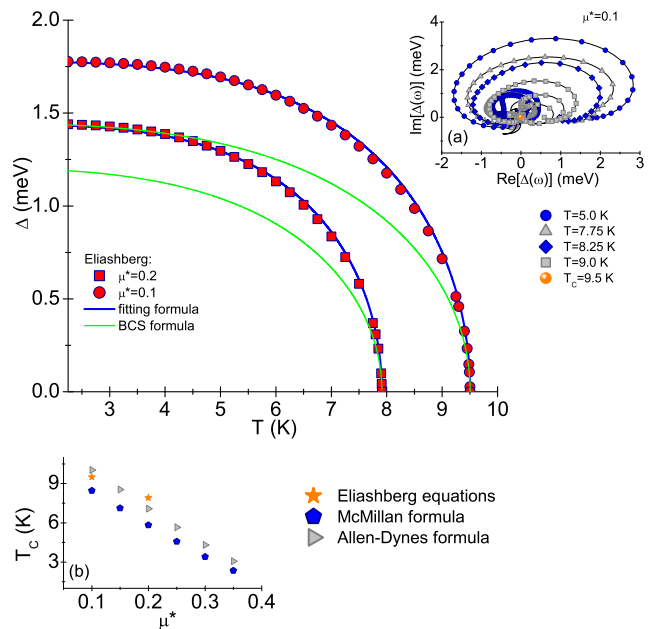 2.0
1.5
1.0
0.5
0.0
Δ (meV)
3 4 5 6 7 8 9 10
T (K)
Eliashberg:
μ*=0.2
μ*=0.1
fitting formula
BCS formula
μ*=0.1
4
2
0
Im[Δ(ω)] (meV)
(a)
-2 -1 0 1 2 3
Re[Δ(ω)] (meV)
T=5.0 K
T=7.75 K
T=8.25 K
T=9.0 K
T_C=9.5 K
9
6
3
T_C (K)
(b)
0.1 0.2 0.3 0.4
μ*
Eliashberg equations
McMillan formula
Allen-Dynes formula